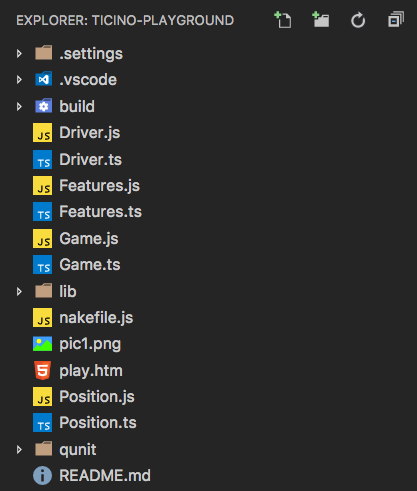 EXPLORER: TICINO-PLAYGROUND
.settings
.vscode
build
JS Driver.js
TS Driver.ts
JS Features.js
TS Features.ts
JS Game.js
TS Game.ts
lib
nakefile.js
pic1.png
play.htm
JS Position.js
TS Position.ts
qunit
README.md